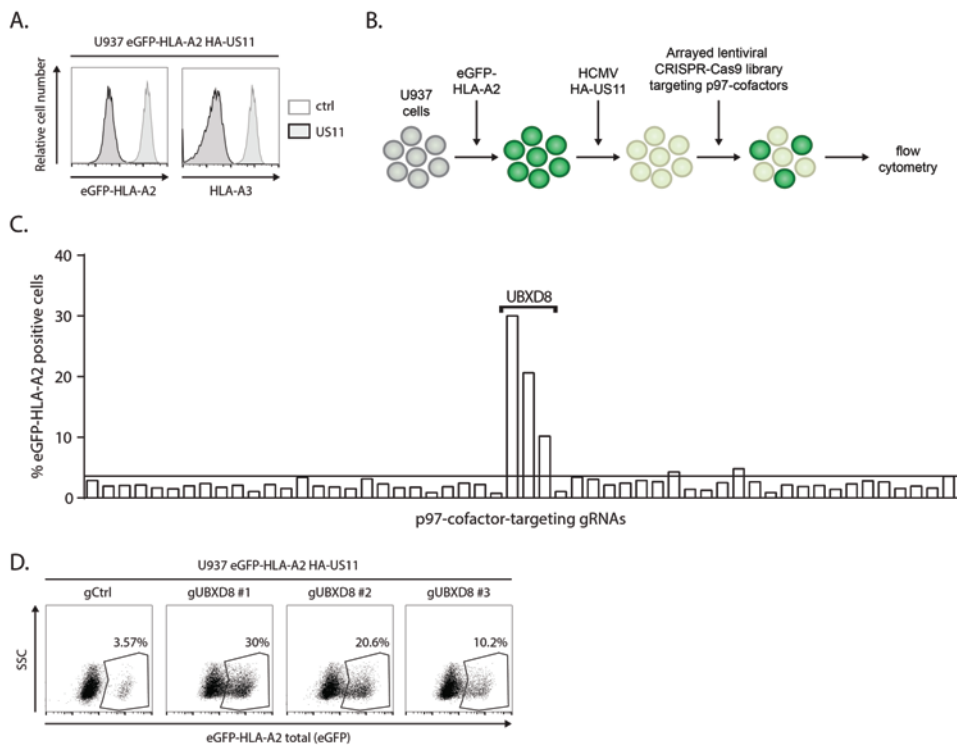 A.
U937 eGFP-HLA-A2 HA-US11
Relative cell number
ctrl
US11
eGFP-HLA-A2
HLA-A3
B.
U937
cells
eGFP-
HLA-A2
HCMV
HA-US11
Arrayed lentiviral
CRISPR-Cas9 library
targeting p97-cofactors
flow
cytometry
C.
% eGFP-HLA-A2 positive cells
40
30
20
10
0
UBXD8
p97-cofactor-targeting gRNAs
D.
U937 eGFP-HLA-A2 HA-US11
gCtrl
gUBXD8 #1
gUBXD8 #2
gUBXD8 #3
SSC
3.57%
30%
20.6%
10.2%
eGFP-HLA-A2 total (eGFP)